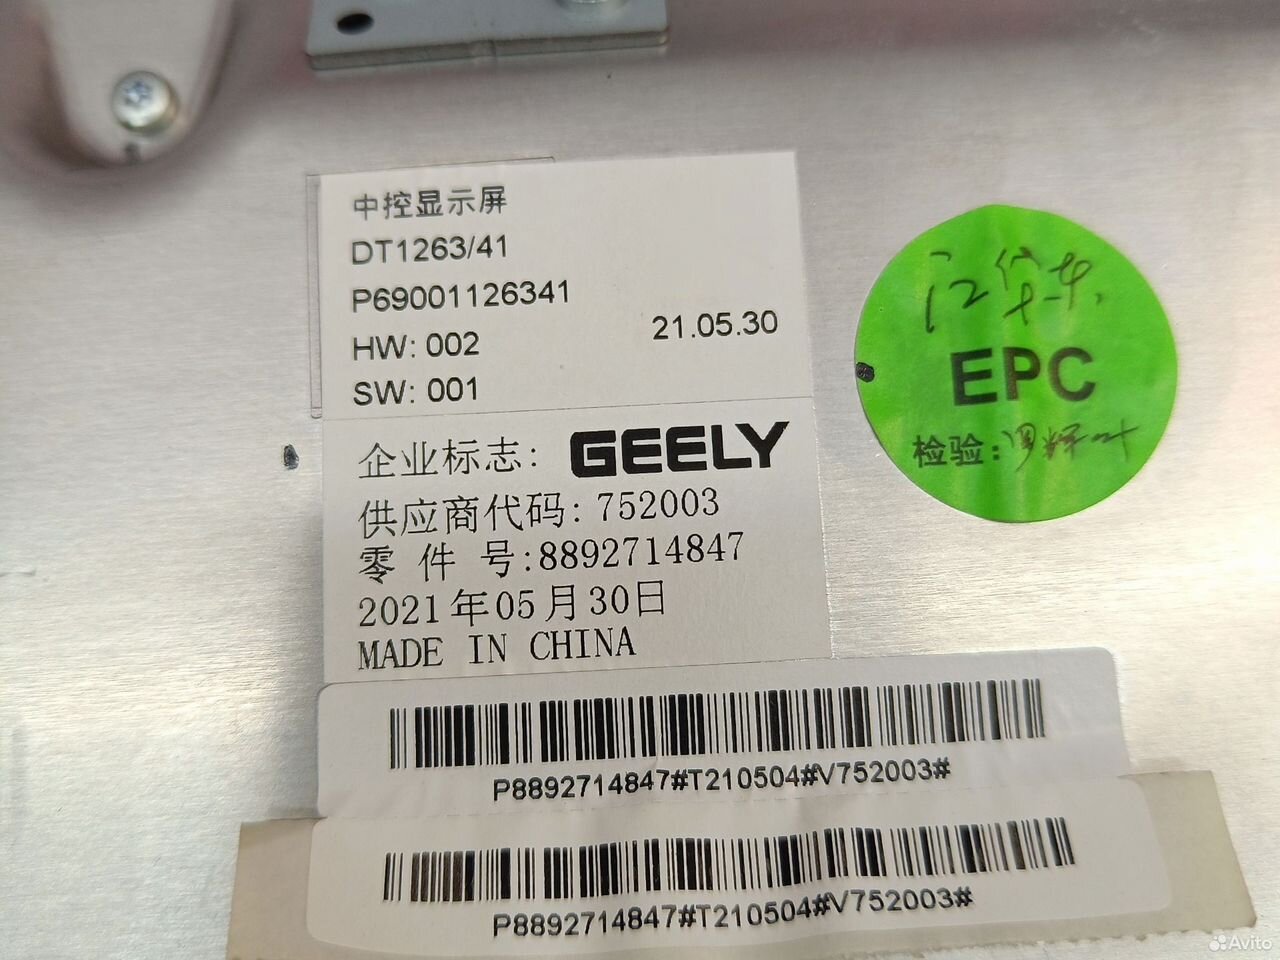 中控显示屏
DT1263/41
P69001126341
HW: 002
21.05.30
SW: 001
企业标志: GEELY
供应商代码: 752003
零 件 号:8892714847
2021年05月30日
MADE IN CHINA
P8892714847#T210504#V752003#
P8892714847#T210504#V752003#
EPC
检验:
Avito